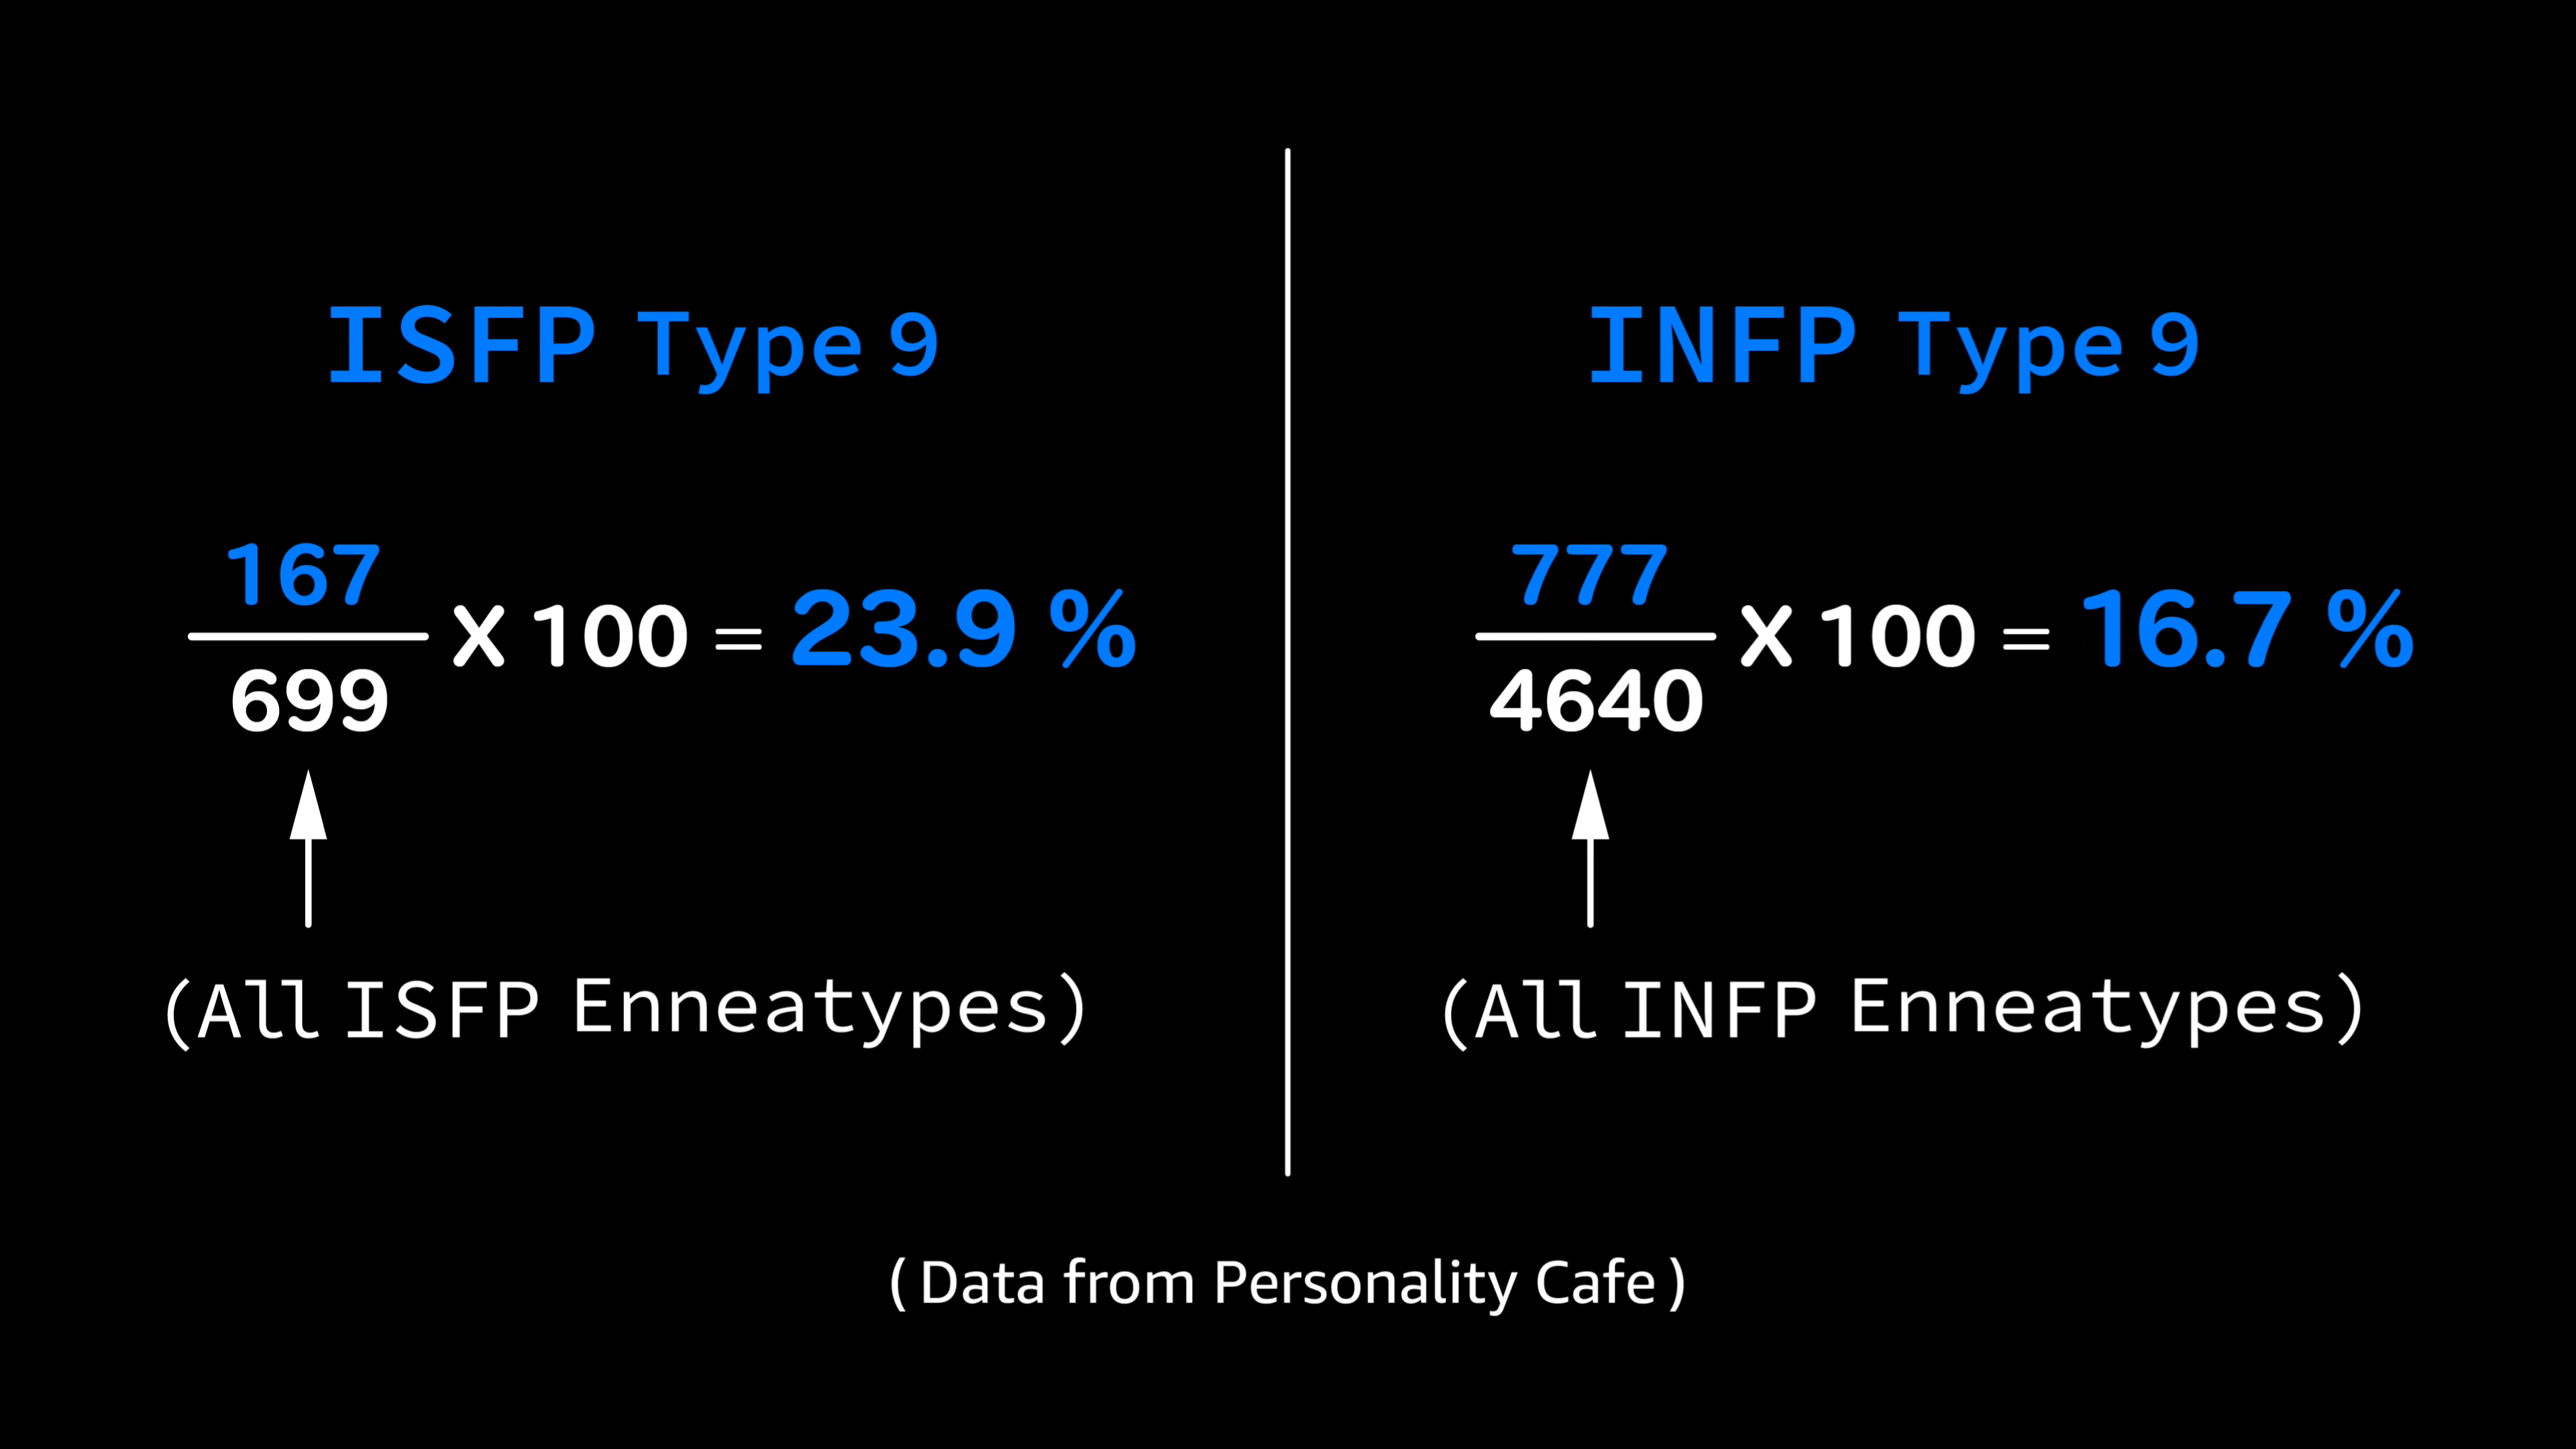 ISFP Type 9
167
699
X 100 = 23.9 %
(All ISFP Enneatypes)
INFP Type 9
777
4640
X 100 = 16.7 %
(All INFP Enneatypes)
(Data from Personality Cafe)